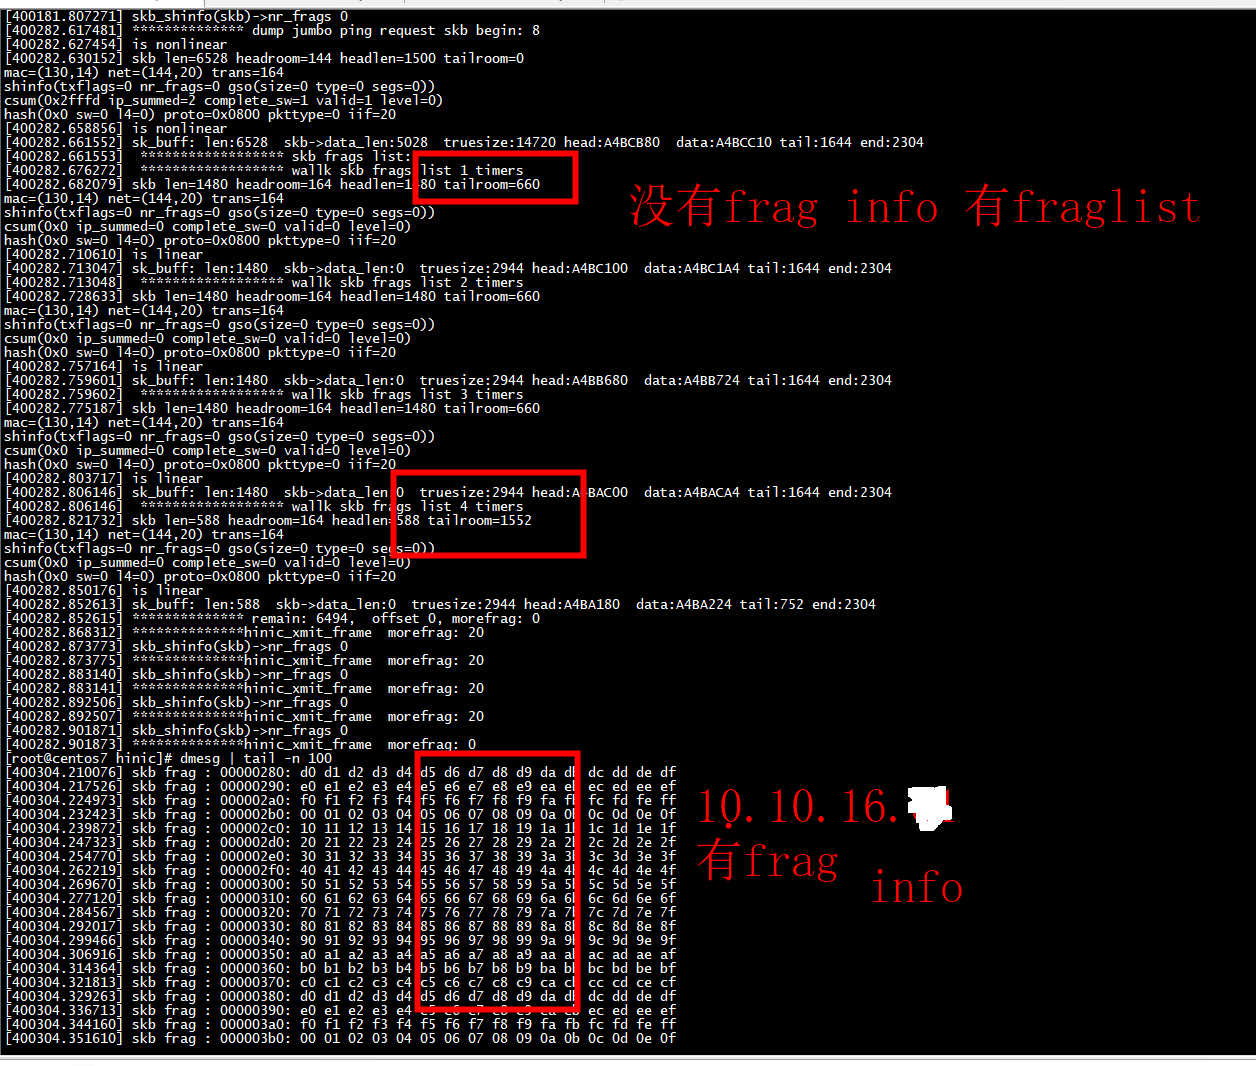 [400181.807271] skb_shinfo(skb)->nr_frags 0
[400282.617481] ************** dump jumbo ping request skb begin: 8
[400282.627454] is nonlinear
[400282.630152] skb len=6528 headroom=144 headlen=1500 tailroom=0
mac=(130,14) net=(144,20) trans=164
shinfo(txflags=0 nr_frags=0 gso(size=0 type=0 segs=0))
csum(0x2fffd ip_summed=2 complete_sw=1 valid=1 level=0)
hash(0x0 sw=0 l4=0) proto=0x0800 pkttype=0 iif=20
[400282.658856] is nonlinear
[400282.661552] sk_buff: len:6528  skb->data_len:5028  truesize:14720 head:A4BCB80  data:A4BCC10 tail:1644 end:2304
[400282.661553]  ****************** skb frags list:
[400282.676272]  ****************** wallk skb frags list 1 timers
[400282.682079] skb len=1480 headroom=164 headlen=1480 tailroom=660
mac=(130,14) net=(144,20) trans=164
shinfo(txflags=0 nr_frags=0 gso(size=0 type=0 segs=0))
csum(0x0 ip_summed=0 complete_sw=0 valid=0 level=0)
hash(0x0 sw=0 l4=0) proto=0x0800 pkttype=0 iif=20
没有frag info 有fraglist
[400282.710610] is linear
[400282.713047] sk_buff: len:1480  skb->data_len:0  truesize:2944 head:A4BC100  data:A4BC1A4 tail:1644 end:2304
[400282.713048]  ****************** wallk skb frags list 2 timers
[400282.728633] skb len=1480 headroom=164 headlen=1480 tailroom=660
mac=(130,14) net=(144,20) trans=164
shinfo(txflags=0 nr_frags=0 gso(size=0 type=0 segs=0))
csum(0x0 ip_summed=0 complete_sw=0 valid=0 level=0)
hash(0x0 sw=0 l4=0) proto=0x0800 pkttype=0 iif=20
[400282.757164] is linear
[400282.759601] sk_buff: len:1480  skb->data_len:0  truesize:2944 head:A4BB680  data:A4BB724 tail:1644 end:2304
[400282.759602]  ****************** wallk skb frags list 3 timers
[400282.775187] skb len=1480 headroom=164 headlen=1480 tailroom=660
mac=(130,14) net=(144,20) trans=164
shinfo(txflags=0 nr_frags=0 gso(size=0 type=0 segs=0))
csum(0x0 ip_summed=0 complete_sw=0 valid=0 level=0)
hash(0x0 sw=0 l4=0) proto=0x0800 pkttype=0 iif=20
[400282.803717] is linear
[400282.806146] sk_buff: len:1480  skb->data_len:0  truesize:2944 head:A4BAC00  data:A4BACA4 tail:1644 end:2304
[400282.806146]  ****************** wallk skb frags list 4 timers
[400282.821732] skb len=588 headroom=164 headlen=588 tailroom=1552
mac=(130,14) net=(144,20) trans=164
shinfo(txflags=0 nr_frags=0 gso(size=0 type=0 segs=0))
csum(0x0 ip_summed=0 complete_sw=0 valid=0 level=0)
hash(0x0 sw=0 l4=0) proto=0x0800 pkttype=0 iif=20
[400282.850176] is linear
[400282.852613] sk_buff: len:588  skb->data_len:0  truesize:2944 head:A4BA180  data:A4BA224 tail:752 end:2304
[400282.852615] ************** remain: 6494,  offset 0, morefrag: 0
[400282.868312] **************hinic_xmit_frame  morefrag: 20
[400282.873773] skb_shinfo(skb)->nr_frags 0
[400282.873775] **************hinic_xmit_frame  morefrag: 20
[400282.883140] skb_shinfo(skb)->nr_frags 0
[400282.883141] **************hinic_xmit_frame  morefrag: 20
[400282.892506] skb_shinfo(skb)->nr_frags 0
[400282.892507] **************hinic_xmit_frame  morefrag: 20
[400282.901871] skb_shinfo(skb)->nr_frags 0
[400282.901873] **************hinic_xmit_frame  morefrag: 0
[root@centos7 hinic]# dmesg | tail -n 100
[400304.210076] skb frag : 00000280: d0 d1 d2 d3 d4 d5 d6 d7 d8 d9 da db dc dd de df
[400304.217526] skb frag : 00000290: e0 e1 e2 e3 e4 e5 e6 e7 e8 e9 ea eb ec ed ee ef
[400304.224973] skb frag : 000002a0: f0 f1 f2 f3 f4 f5 f6 f7 f8 f9 fa fb fc fd fe ff
[400304.232423] skb frag : 000002b0: 00 01 02 03 04 05 06 07 08 09 0a 0b 0c 0d 0e 0f
[400304.239872] skb frag : 000002c0: 10 11 12 13 14 15 16 17 18 19 1a 1b 1c 1d 1e 1f
[400304.247323] skb frag : 000002d0: 20 21 22 23 24 25 26 27 28 29 2a 2b 2c 2d 2e 2f
[400304.254770] skb frag : 000002e0: 30 31 32 33 34 35 36 37 38 39 3a 3b 3c 3d 3e 3f
[400304.262219] skb frag : 000002f0: 40 41 42 43 44 45 46 47 48 49 4a 4b 4c 4d 4e 4f
[400304.269670] skb frag : 00000300: 50 51 52 53 54 55 56 57 58 59 5a 5b 5c 5d 5e 5f
[400304.277120] skb frag : 00000310: 60 61 62 63 64 65 66 67 68 69 6a 6b 6c 6d 6e 6f
[400304.284567] skb frag : 00000320: 70 71 72 73 74 75 76 77 78 79 7a 7b 7c 7d 7e 7f
[400304.292017] skb frag : 00000330: 80 81 82 83 84 85 86 87 88 89 8a 8b 8c 8d 8e 8f
[400304.299466] skb frag : 00000340: 90 91 92 93 94 95 96 97 98 99 9a 9b 9c 9d 9e 9f
[400304.306916] skb frag : 00000350: a0 a1 a2 a3 a4 a5 a6 a7 a8 a9 aa ab ac ad ae af
[400304.314364] skb frag : 00000360: b0 b1 b2 b3 b4 b5 b6 b7 b8 b9 ba bb bc bd be bf
[400304.321813] skb frag : 00000370: c0 c1 c2 c3 c4 c5 c6 c7 c8 c9 ca cb cc cd ce cf
[400304.329263] skb frag : 00000380: d0 d1 d2 d3 d4 d5 d6 d7 d8 d9 da db dc dd de df
[400304.336713] skb frag : 00000390: e0 e1 e2 e3 e4 e5 e6 e7 e8 e9 ea eb ec ed ee ef
[400304.344160] skb frag : 000003a0: f0 f1 f2 f3 f4 f5 f6 f7 f8 f9 fa fb fc fd fe ff
[400304.351610] skb frag : 000003b0: 00 01 02 03 04 05 06 07 08 09 0a 0b 0c 0d 0e 0f
10.10.16.
有frag
info